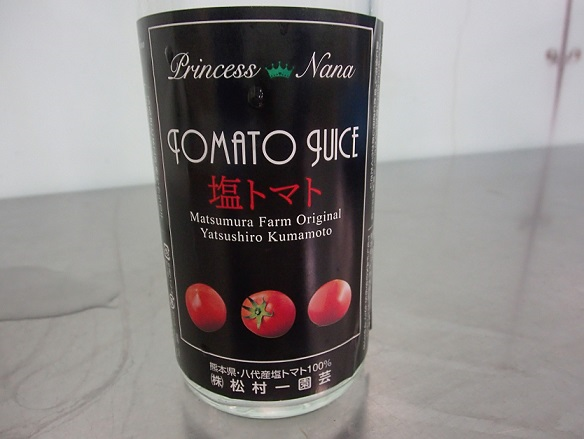 Princess Nana
TOMATO JUICE
塩トマト
Matsumura Farm Original
Yatsushiro Kumamoto
熊本県・八代産塩トマト100%
㈱松村一園芸